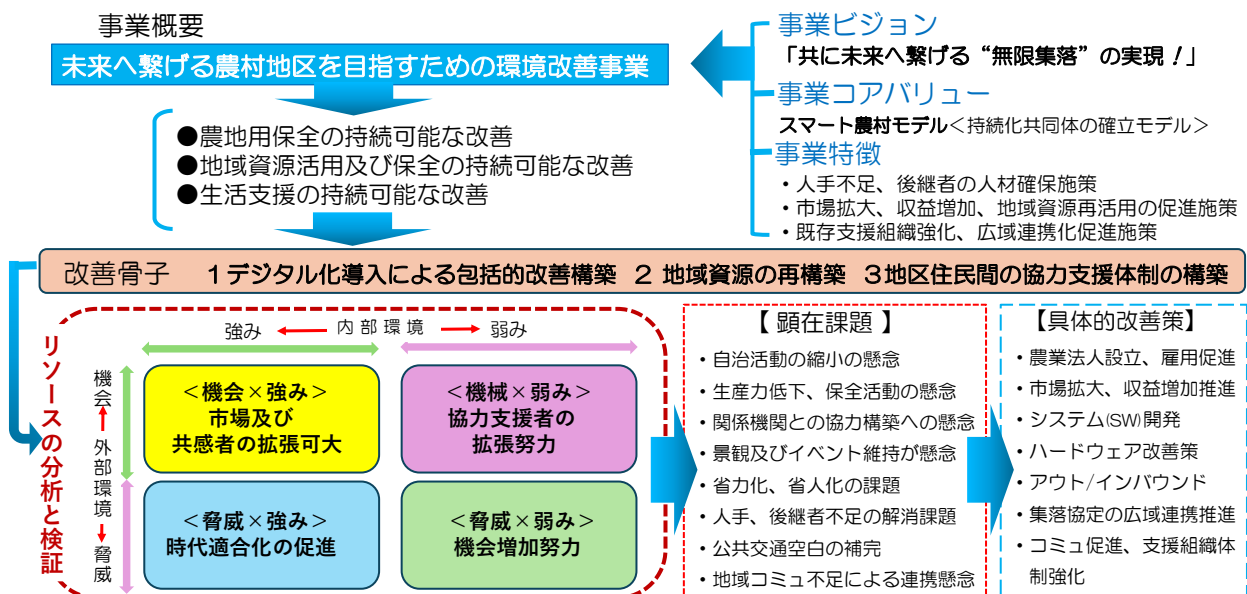 事業概要
未来へ繋げる農村地区を目指すための環境改善事業
●農地用保全の持続可能な改善
●地域資源活用及び保全の持続可能な改善
●生活支援の持続可能な改善
事業ビジョン
「共に未来へ繋げる“無限集落”の実現！」
事業コアバリュー
スマート農村モデル＜持続化共同体の確立モデル＞
事業特徴
・人手不足、後継者の人材確保施策
・市場拡大、収益増加、地域資源再活用の促進施策
・既存支援組織強化、広域連携化促進施策
改善骨子 1デジタル化導入による包括的改善構築 2 地域資源の再構築 3地区住民間の協力支援体制の構築
リソースの分析と検証
強み 内部環境 弱み
機会 外部環境 脅威
＜機会×強み＞
市場及び
共感者の拡張可大
＜機械×弱み＞
協力支援者の
拡張努力
＜脅威×強み＞
時代適合化の促進
＜脅威×弱み＞
機会増加努力
【 顕在課題 】
・自治活動の縮小の懸念
・生産力低下、保全活動の懸念
・関係機関との協力構築への懸念
・景観及びイベント維持が懸念
・省力化、省人化の課題
・人手、後継者不足の解消課題
・公共交通空白の補完
・地域コミュ不足による連携懸念
【具体的改善策】
・農業法人設立、雇用促進
・市場拡大、収益増加推進
・システム(SW)開発
・ハードウェア改善策
・アウト/インバウンド
・集落協定の広域連携推進
・コミュ促進、支援組織体
制強化